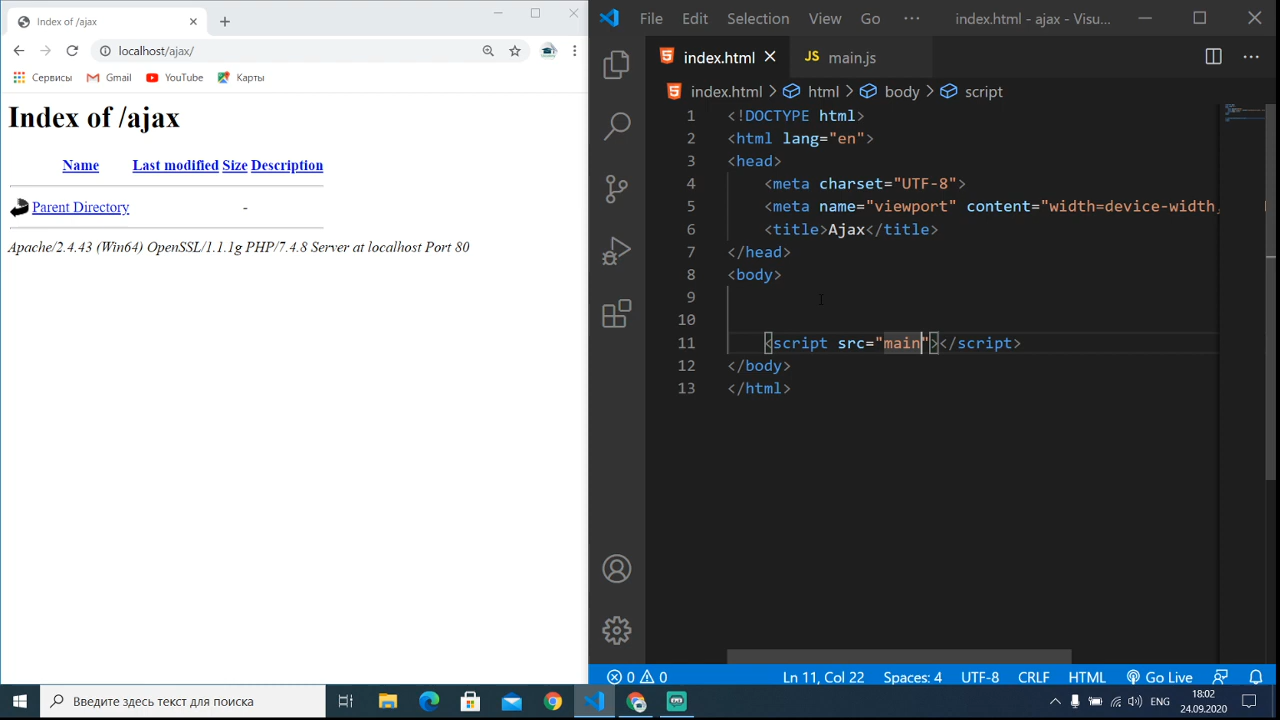 Index of /ajax
localhost/ajax/
Сервисы Gmail YouTube Карты
Index of /ajax
Name Last modified Size Description
Parent Directory -
Apache/2.4.43 (Win64) OpenSSL/1.1.1g PHP/7.4.8 Server at localhost Port 80
File Edit Selection View Go ··· index.html - ajax - Visu...
index.html JS main.js
index.html > html > body > script
1 <!DOCTYPE html>
2 <html lang="en">
3 <head>
4 <meta charset="UTF-8">
5 <meta name="viewport" content="width=device-width,
6 <title>Ajax</title>
7 </head>
8 <body>
9
10
11 <script src="main"></script>
12 </body>
13 </html>
0 0 Ln 11, Col 22 Spaces: 4 UTF-8 CRLF HTML Go Live
Введите здесь текст для поиска
ENG 18:02
24.09.2020